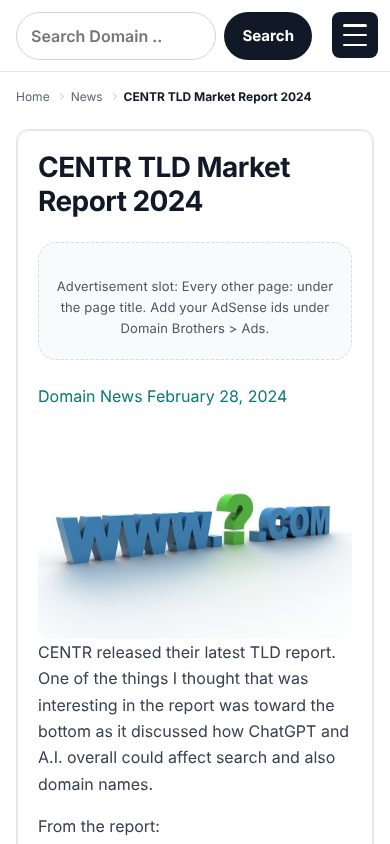 Search Domain ..
Search
Home
News
CENTR TLD Market Report 2024
CENTR TLD Market
Report 2024
Advertisement slot: Every other page: under
the page title. Add your AdSense ids under
Domain Brothers > Ads.
Domain News February 28, 2024
WWW.?.COM
CENTR released their latest TLD report.
One of the things I thought that was
interesting in the report was toward the
bottom as it discussed how ChatGPT and
A.I. overall could affect search and also
domain names.
From the report: